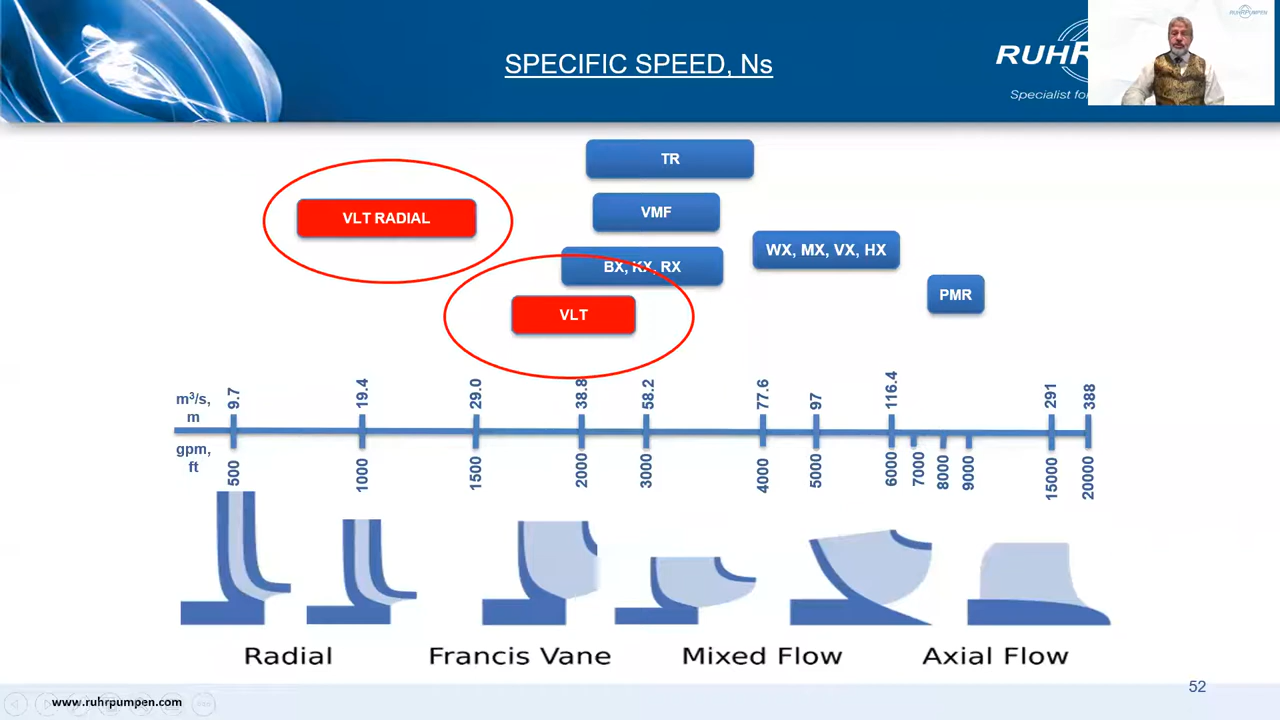 SPECIFIC SPEED, Ns
RUHR
Specialist for
RUHRPUMPEN
TR
VLT RADIAL
VMF
WX, MX, VX, HX
BX, KX, RX
PMR
VLT
m³/s, m
9.7 19.4 29.0 38.8 58.2 77.6 97 116.4 291 388
gpm, ft
500 1000 1500 2000 3000 4000 5000 6000 7000 8000 9000 15000 20000
Radial Francis Vane Mixed Flow Axial Flow
www.ruhrpumpen.com
52